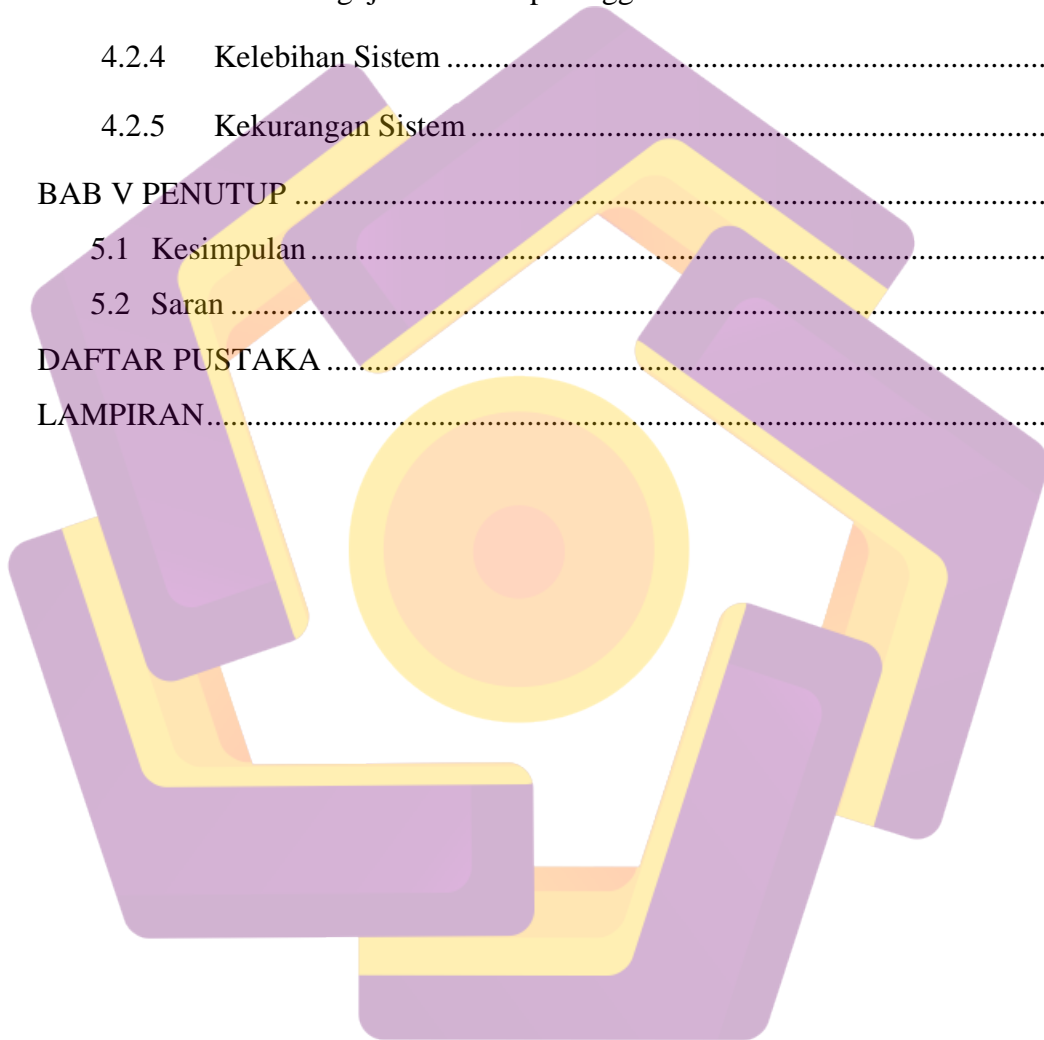 4.2.4 Kelebihan Sistem ....................................................................
4.2.5 Kekurangan Sistem ....................................................................
BAB V PENUTUP ....................................................................
5.1 Kesimpulan ....................................................................
5.2 Saran ....................................................................
DAFTAR PUSTAKA ....................................................................
LAMPIRAN ....................................................................